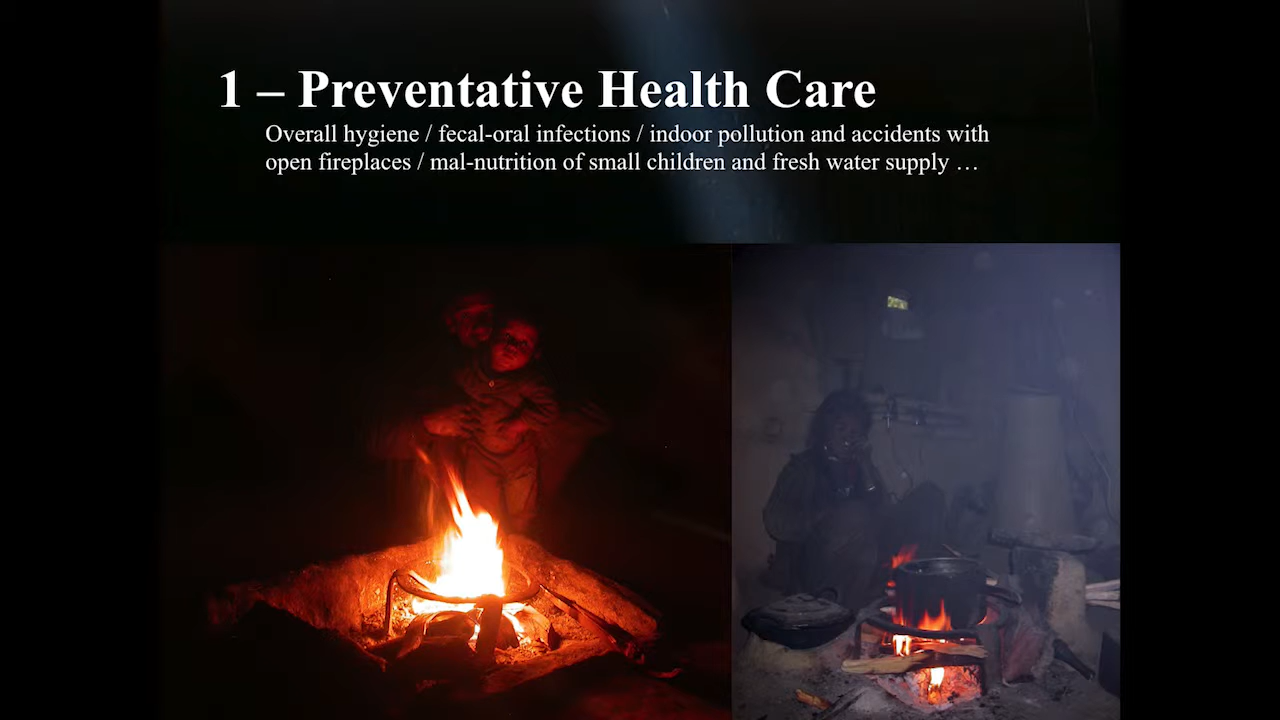 1 – Preventative Health Care
Overall hygiene / fecal-oral infections / indoor pollution and accidents with
open fireplaces / mal-nutrition of small children and fresh water supply …